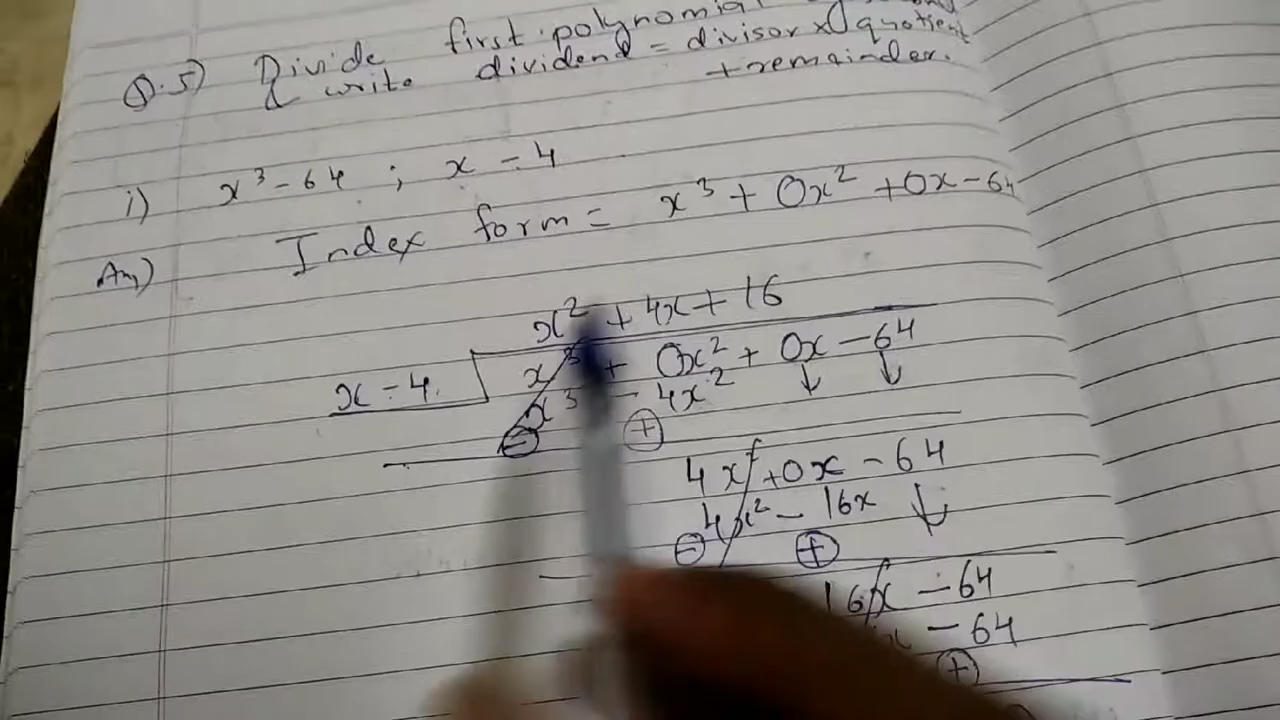 Q.5) Divide first polynomial
& write dividend = divisor x quotient
+ remainder.
i) x³ - 64 ; x - 4
Ans) Index form = x³ + 0x² + 0x - 64
x² + 4x + 16
x - 4 x³ + 0x² + 0x - 64
x³ - 4x² ↓ ↓
⊖ ⊕
4x² + 0x - 64
4x² - 16x ↓
⊖ ⊕
16x - 64
x - 64
⊕